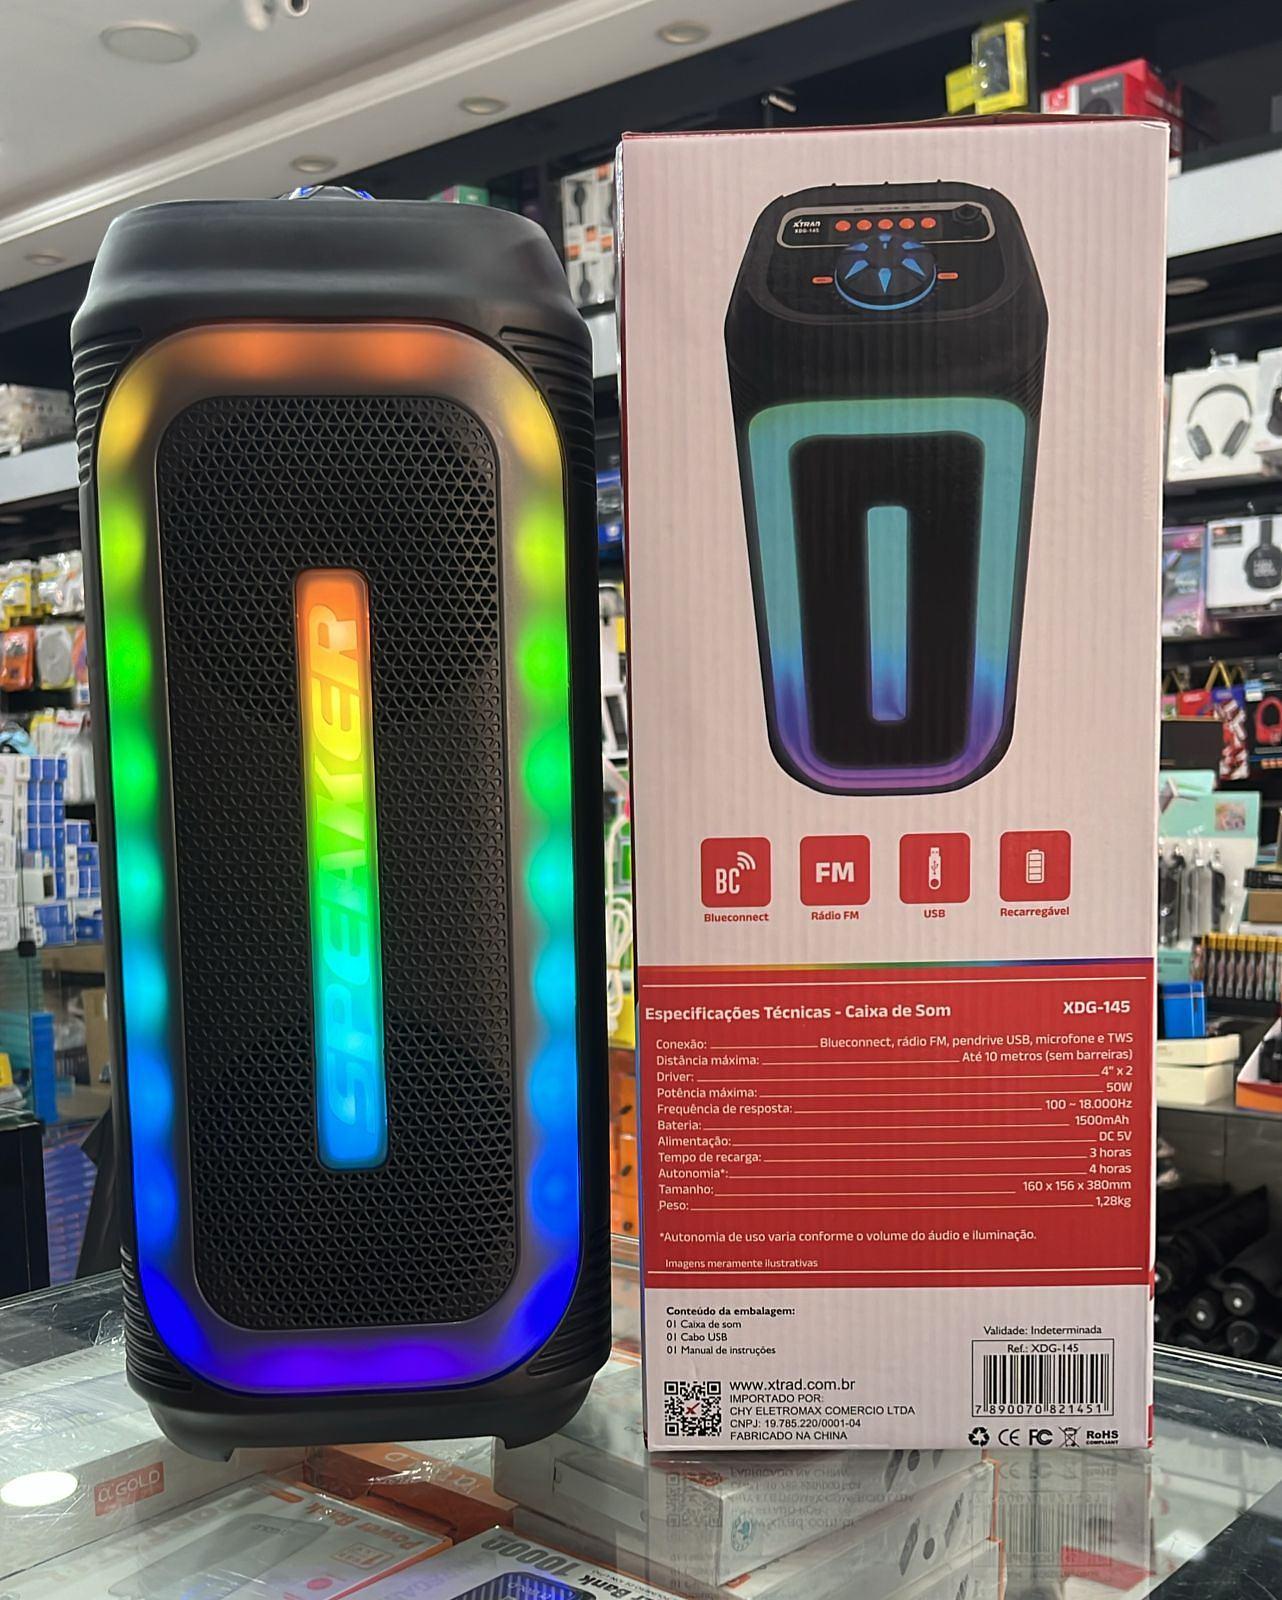 SPEAKER
XTRAD
XDG-145
BC
Blueconnect
FM
Rádio FM
USB
Recarregável
Especificações Técnicas - Caixa de Som XDG-145
Conexão: Blueconnect, rádio FM, pendrive USB, microfone e TWS
Distância máxima: Até 10 metros (sem barreiras)
Driver: 4" x 2
Potência máxima: 50W
Frequência de resposta: 100 ~ 18.000Hz
Bateria: 1500mAh
Alimentação: DC 5V
Tempo de recarga: 3 horas
Autonomia*: 4 horas
Tamanho: 160 x 156 x 380mm
Peso: 1,28kg
*Autonomia de uso varia conforme o volume do áudio e iluminação.
Imagens meramente ilustrativas
Conteúdo da embalagem:
01 Caixa de som
01 Cabo USB
01 Manual de instruções
www.xtrad.com.br
IMPORTADO POR:
CHY ELETROMAX COMERCIO LTDA
CNPJ: 19.785.220/0001-04
FABRICADO NA CHINA
Validade: Indeterminada
Ref.: XDG-145
7 890070 821451
CE FC RoHS
COMPLIANT
α GOLD
Power Bank
10000
Bank